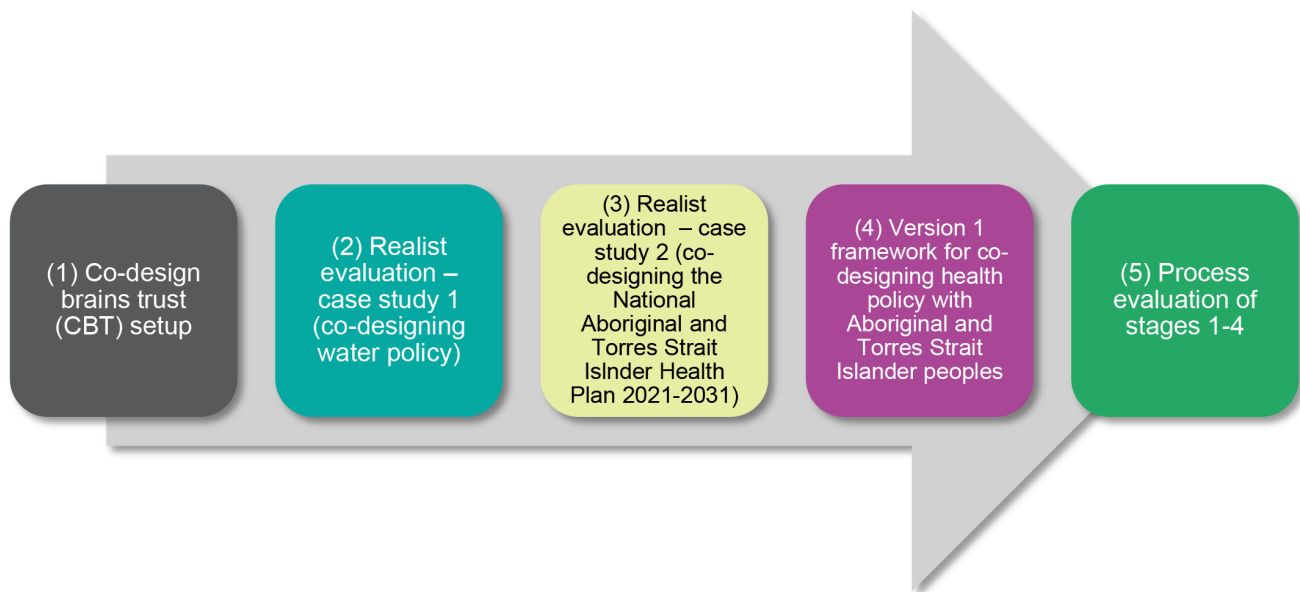 (1) Co-design
brains trust
(CBT) setup
(2) Realist
evaluation –
case study 1
(co-designing
water policy)
(3) Realist
evaluation – case
study 2 (co-
designing the
National
Aboriginal and
Torres Strait
Islnder Health
Plan 2021-2031)
(4) Version 1
framework for co-
designing health
policy with
Aboriginal and
Torres Strait
Islander peoples
(5) Process
evaluation of
stages 1-4